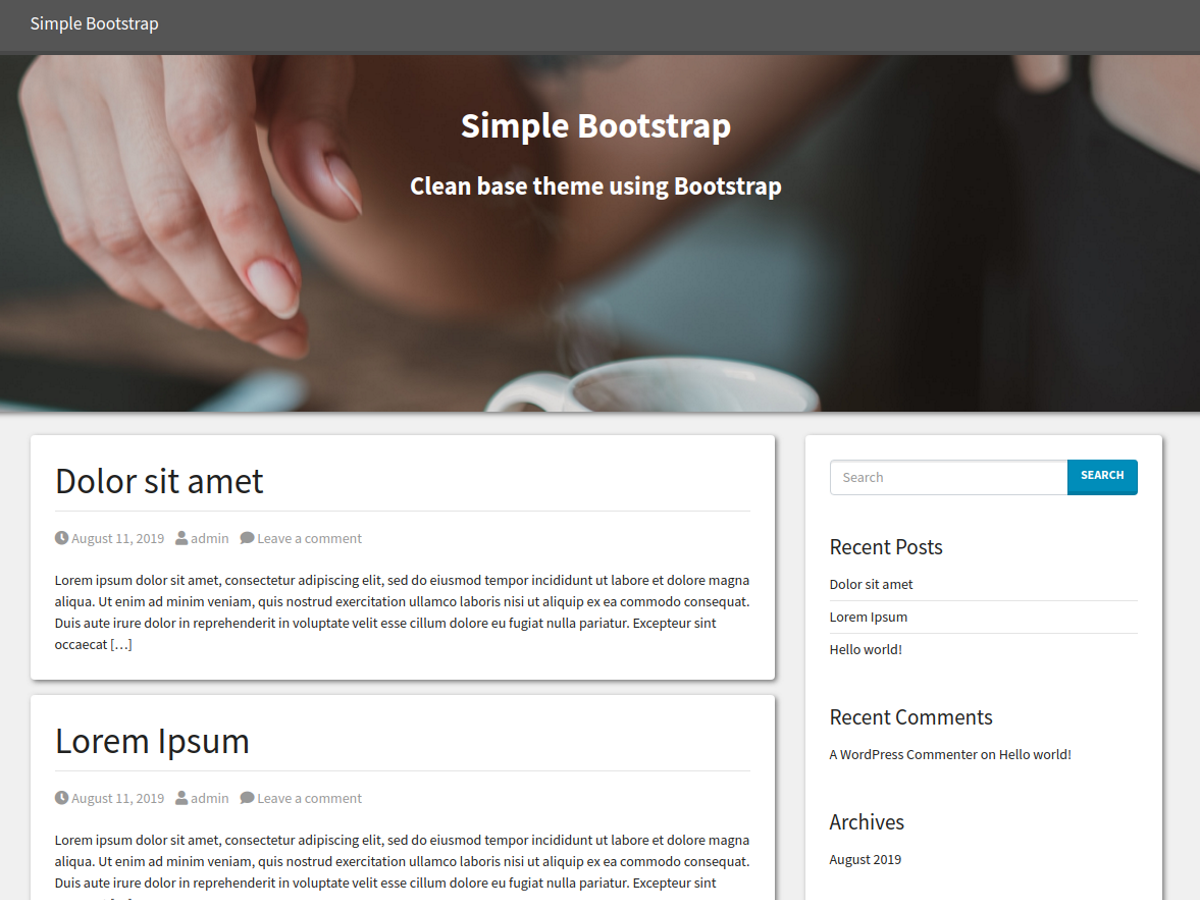 Simple Bootstrap
Simple Bootstrap
Clean base theme using Bootstrap
Dolor sit amet
August 11, 2019 admin Leave a comment
Lorem ipsum dolor sit amet, consectetur adipiscing elit, sed do eiusmod tempor incididunt ut labore et dolore magna
aliqua. Ut enim ad minim veniam, quis nostrud exercitation ullamco laboris nisi ut aliquip ex ea commodo consequat.
Duis aute irure dolor in reprehenderit in voluptate velit esse cillum dolore eu fugiat nulla pariatur. Excepteur sint
occaecat […]
Lorem Ipsum
August 11, 2019 admin Leave a comment
Lorem ipsum dolor sit amet, consectetur adipiscing elit, sed do eiusmod tempor incididunt ut labore et dolore magna
aliqua. Ut enim ad minim veniam, quis nostrud exercitation ullamco laboris nisi ut aliquip ex ea commodo consequat.
Duis aute irure dolor in reprehenderit in voluptate velit esse cillum dolore eu fugiat nulla pariatur. Excepteur sint
Search SEARCH
Recent Posts
Dolor sit amet
Lorem Ipsum
Hello world!
Recent Comments
A WordPress Commenter on Hello world!
Archives
August 2019